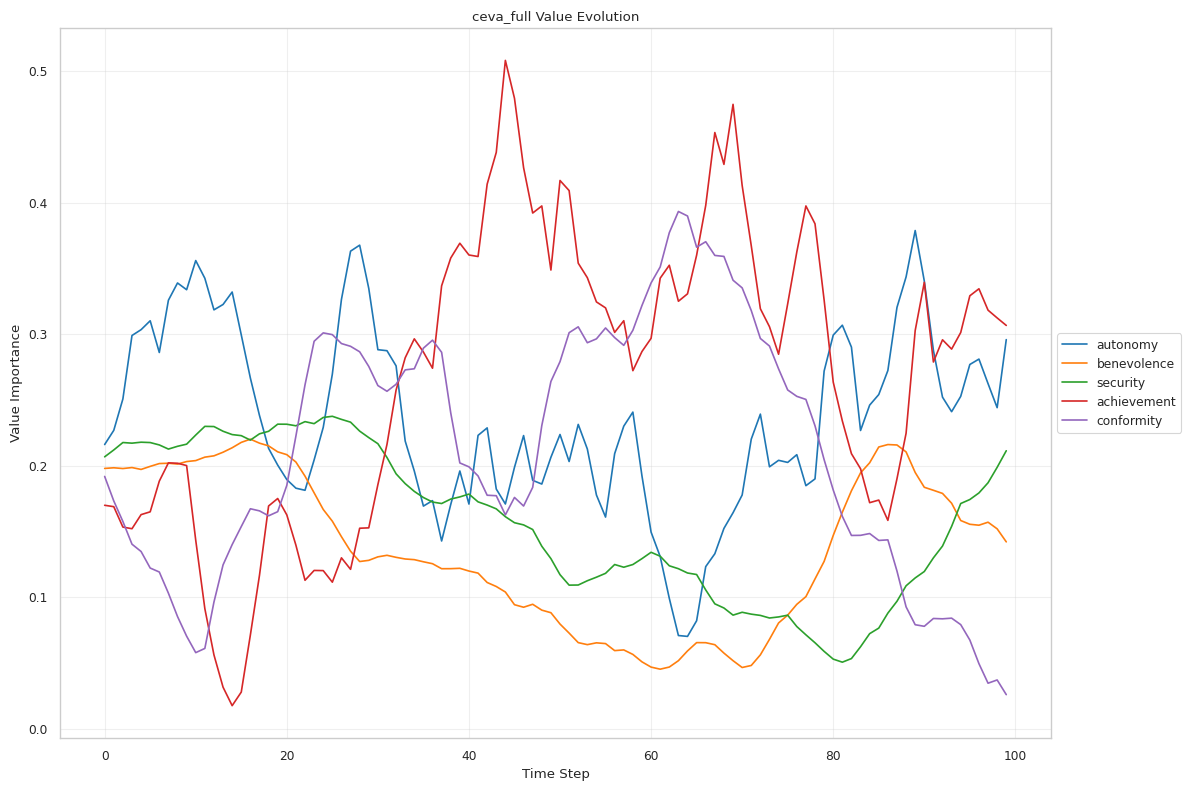 ceva_full Value Evolution
Value Importance
0.5
0.4
0.3
0.2
0.1
0.0
0 20 40 60 80 100
Time Step
autonomy
benevolence
security
achievement
conformity